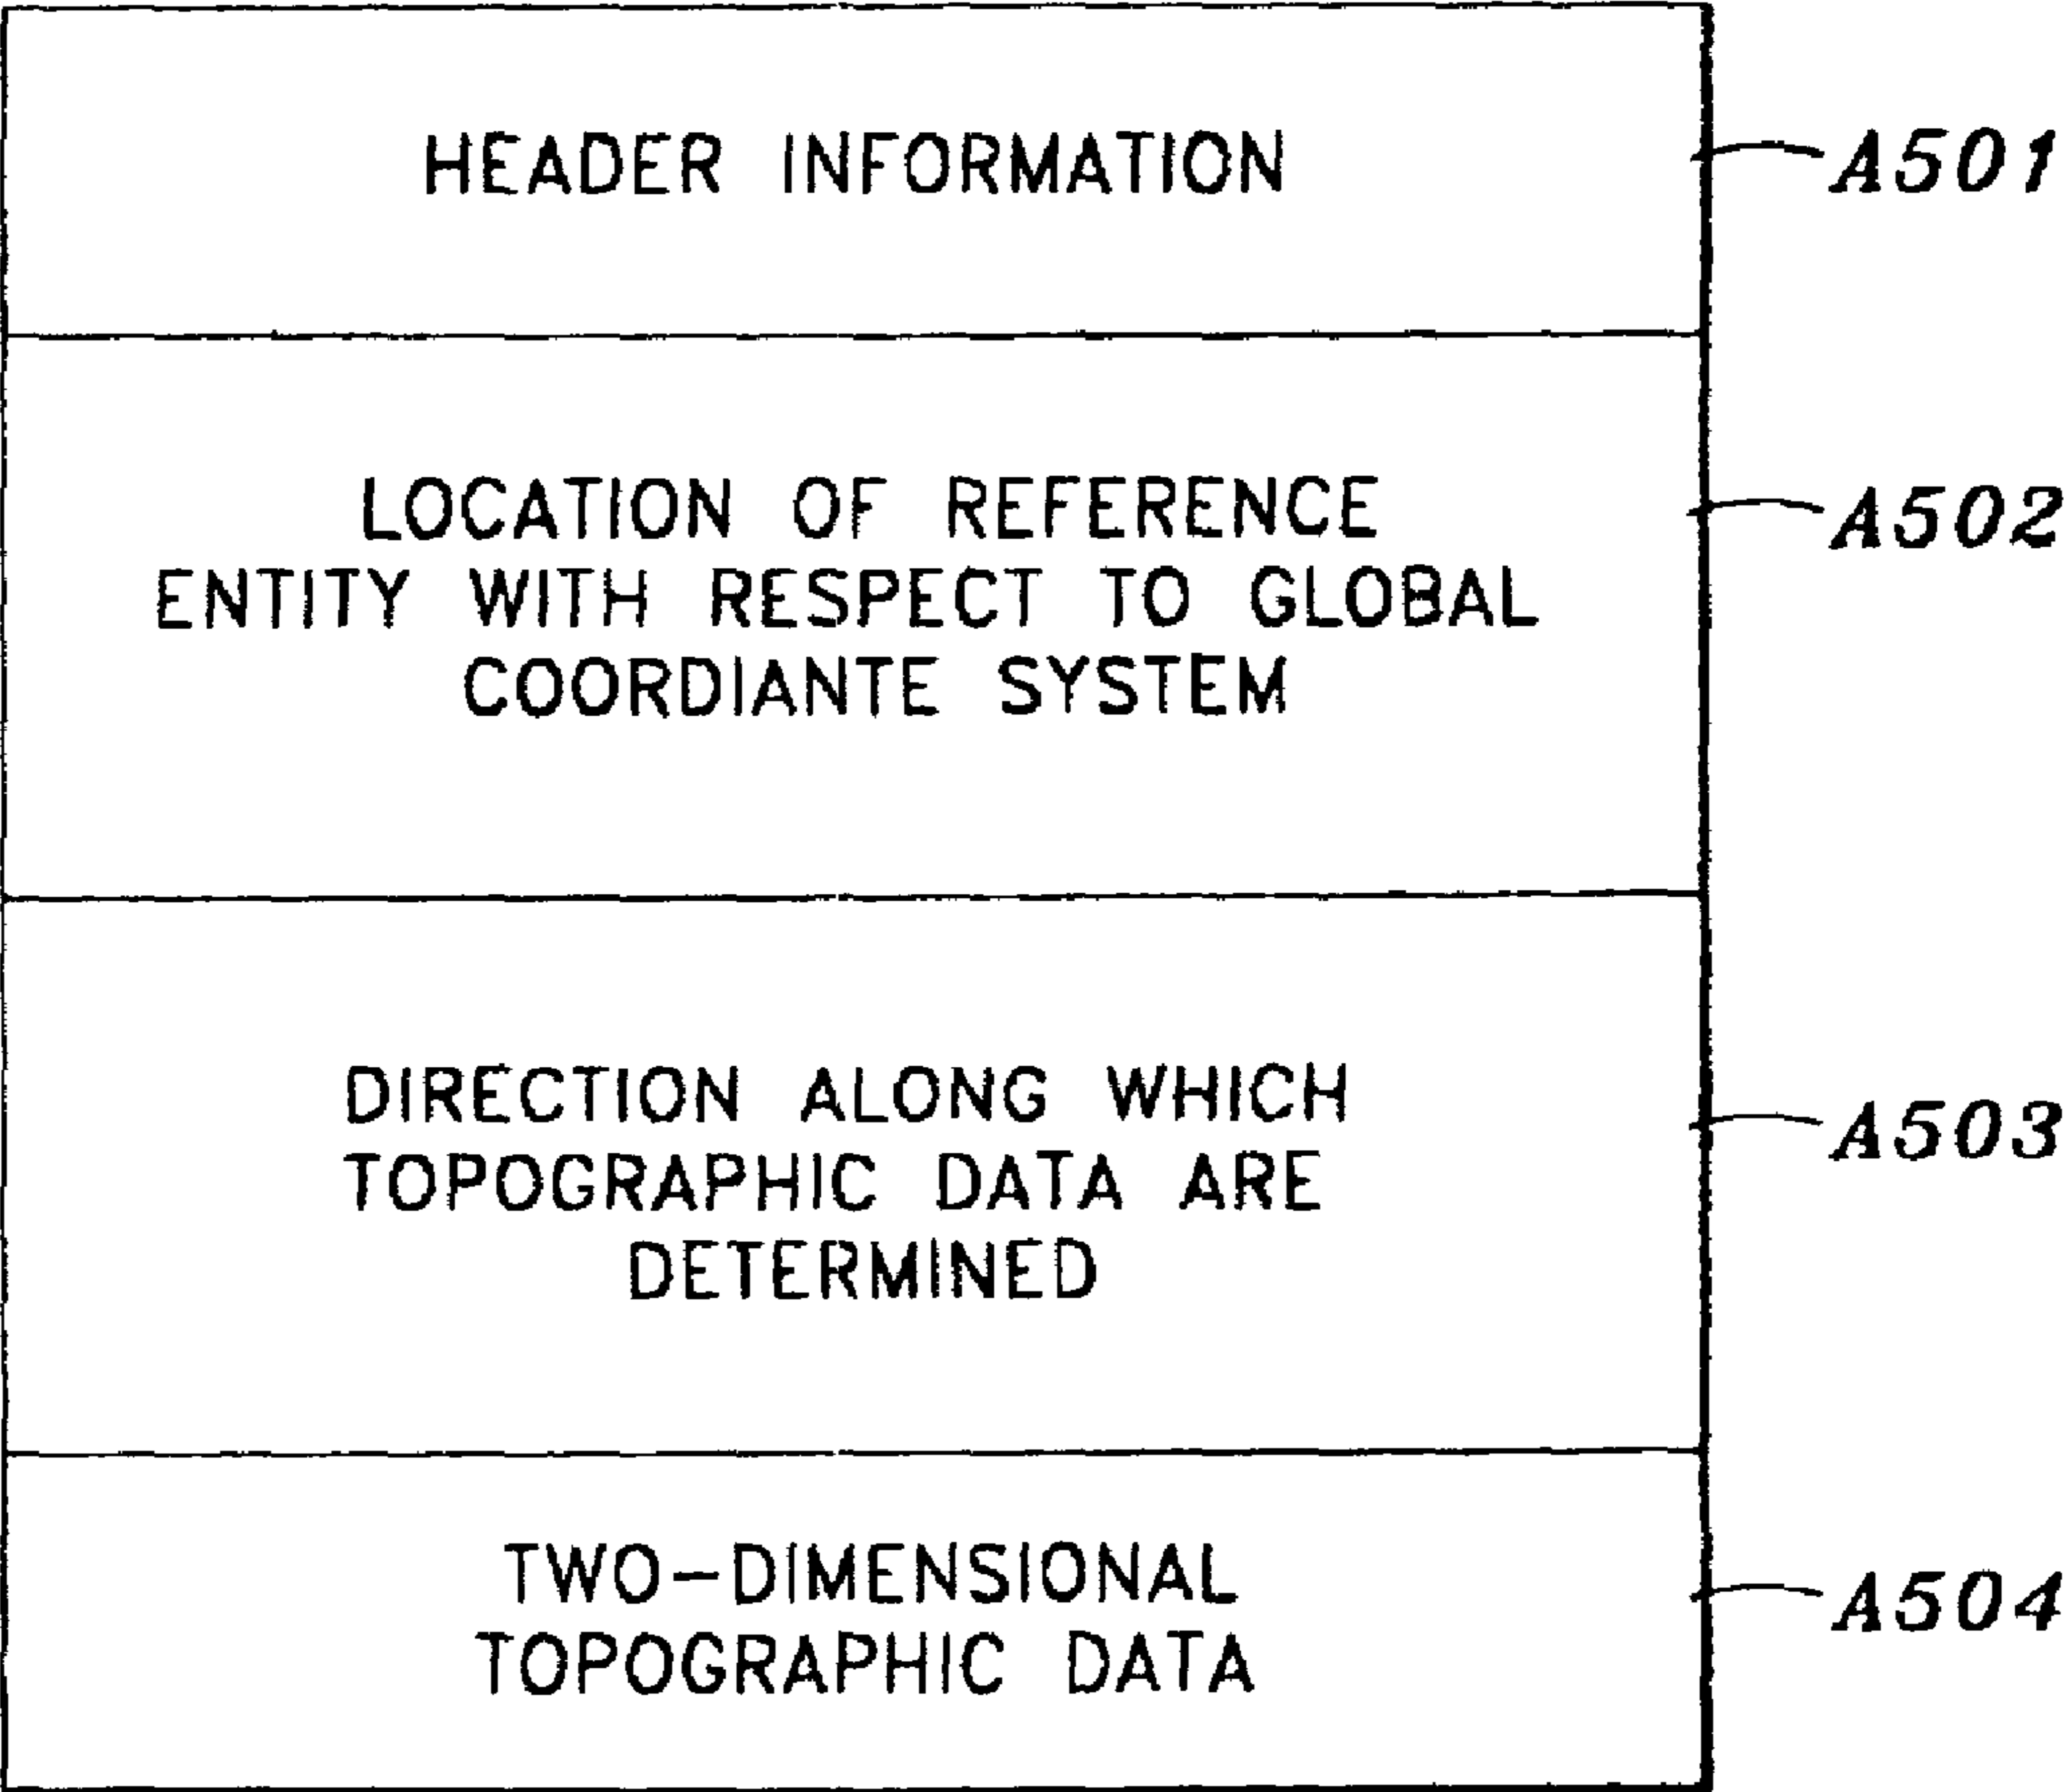 HEADER INFORMATION
A501
LOCATION OF REFERENCE
A502
ENTITY WITH RESPECT TO GLOBAL
COORDIANTE SYSTEM
DIRECTION ALONG WHICH
A503
TOPOGRAPHIC DATA ARE
DETERMINED
TWO-DIMENSIONAL
A504
TOPOGRAPHIC DATA